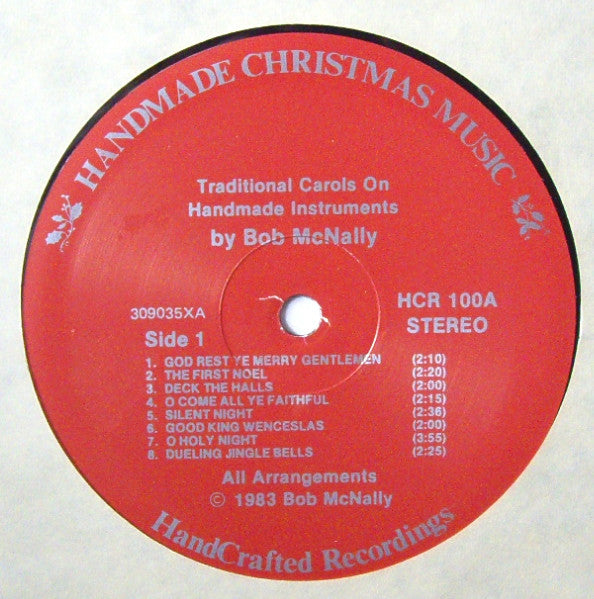 HANDMADE CHRISTMAS MUSIC
Traditional Carols On
Handmade Instruments
by Bob McNally
309035XA
HCR 100A
Side 1
STEREO
1. GOD REST YE MERRY GENTLEMEN (2:10)
2. THE FIRST NOEL (2:20)
3. DECK THE HALLS (2:00)
4. O COME ALL YE FAITHFUL (2:15)
5. SILENT NIGHT (2:36)
6. GOOD KING WENCESLAS (2:00)
7. O HOLY NIGHT (3:55)
8. DUELING JINGLE BELLS (2:25)
All Arrangements
© 1983 Bob McNally
HandCrafted Recordings